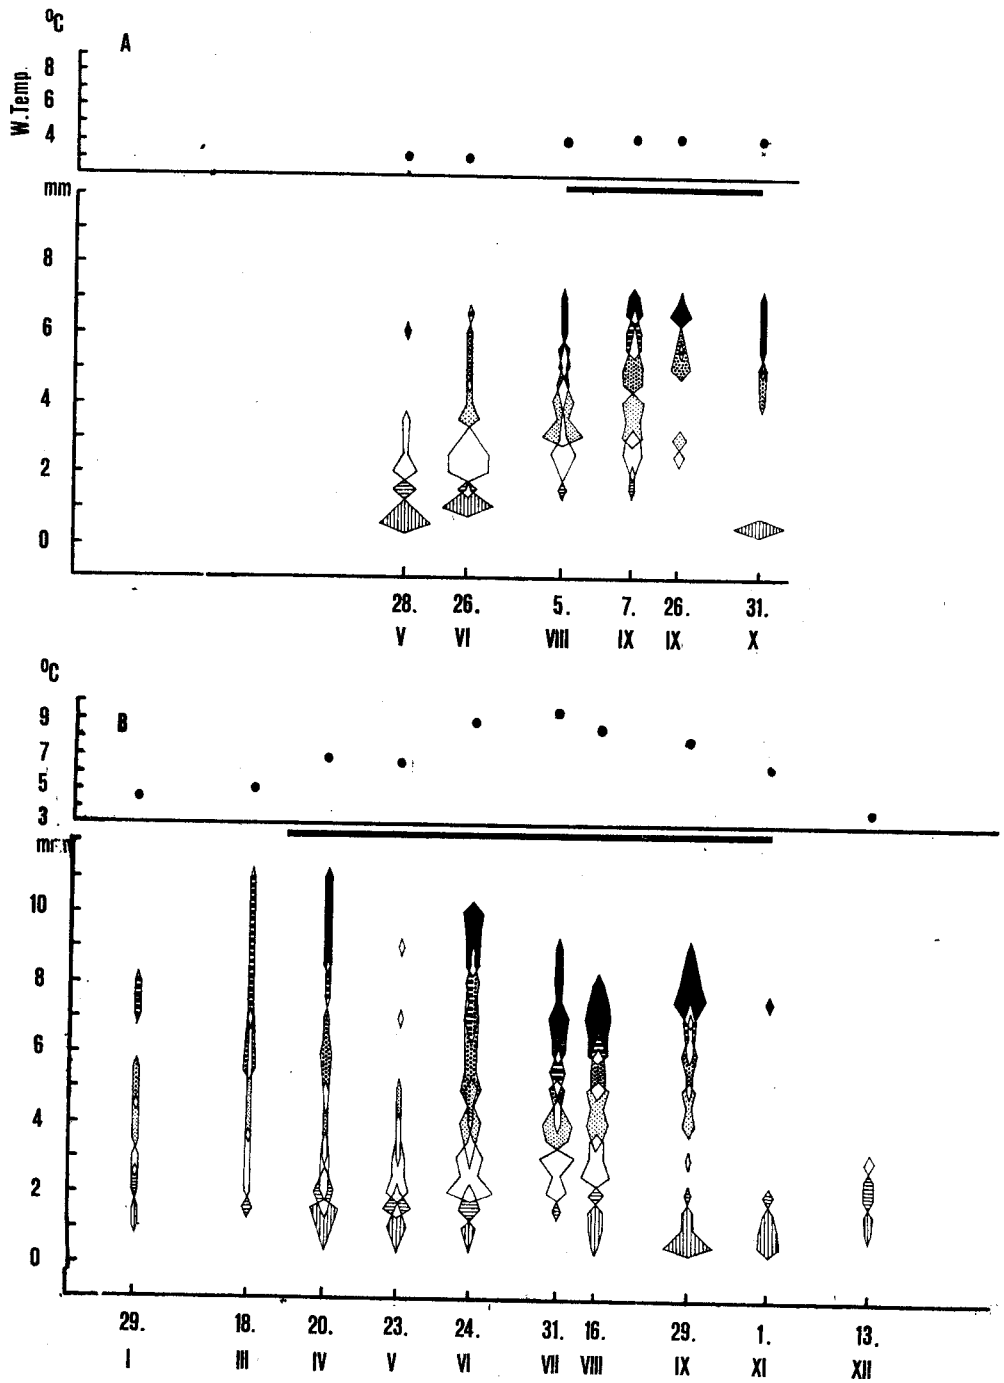 °C
A
W.Temp.
8
6
4
mm
8
6
4
2
0
28. 26. 5. 7. 26. 31.
V VI VIII IX IX X
°C
B
9
7
5
3
mm
10
8
6
4
2
0
29. 18. 20. 23. 24. 31. 16. 29. 1. 13.
I III IV V VI VII VIII IX XI XII